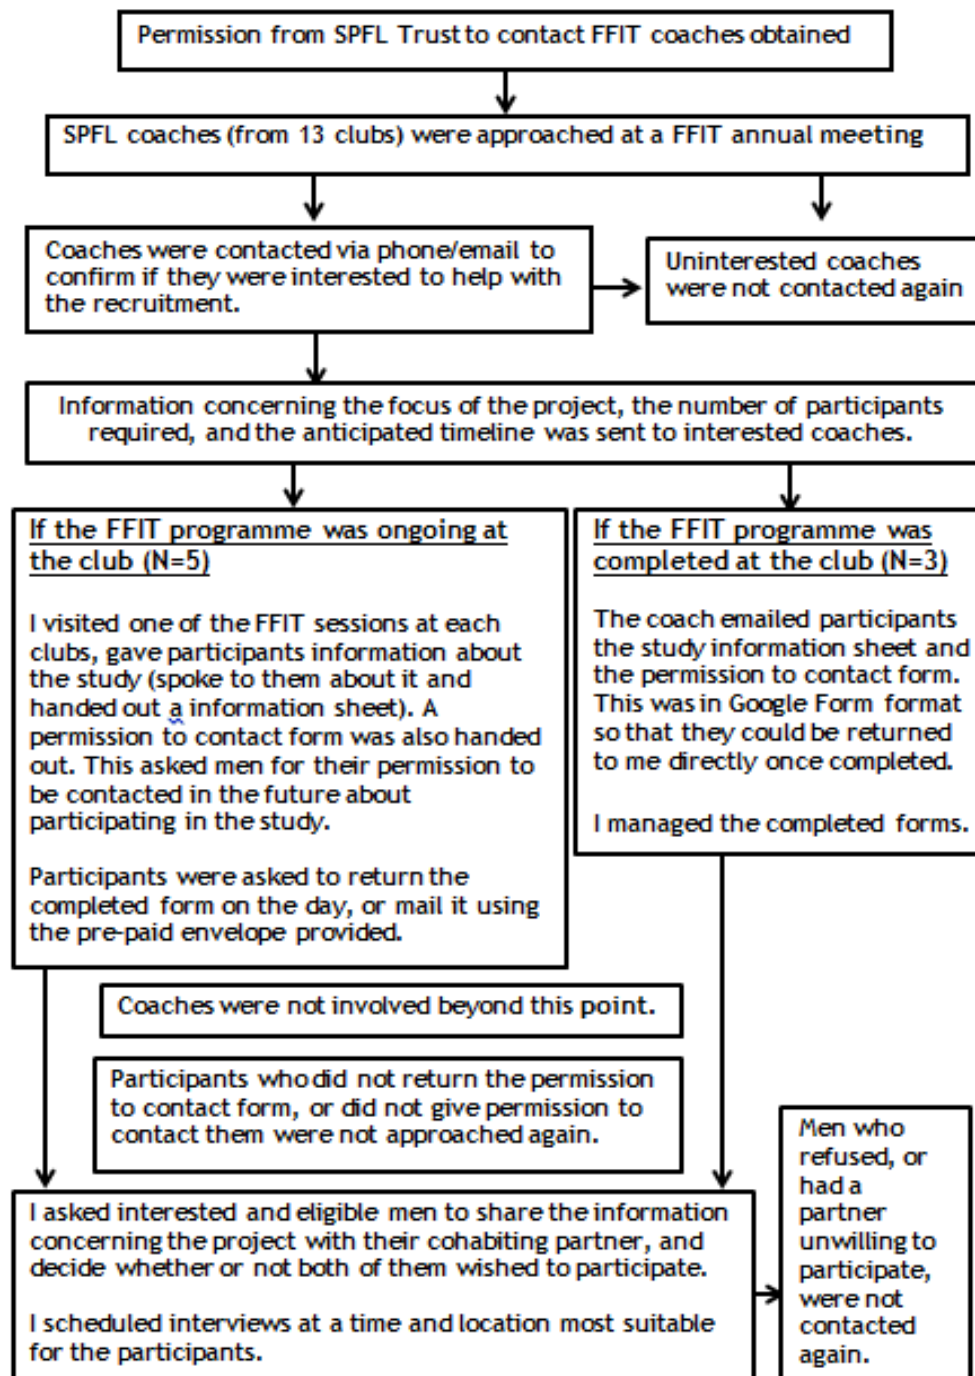 Permission from SPFL Trust to contact FFIT coaches obtained
SPFL coaches (from 13 clubs) were approached at a FFIT annual meeting
Coaches were contacted via phone/email to
confirm if they were interested to help with
the recruitment.
Uninterested coaches
were not contacted again
Information concerning the focus of the project, the number of participants
required, and the anticipated timeline was sent to interested coaches.
If the FFIT programme was ongoing at
the club (N=5)
I visited one of the FFIT sessions at each
clubs, gave participants information about
the study (spoke to them about it and
handed out a information sheet). A
permission to contact form was also handed
out. This asked men for their permission to
be contacted in the future about
participating in the study.
Participants were asked to return the
completed form on the day, or mail it using
the pre-paid envelope provided.
If the FFIT programme was
completed at the club (N=3)
The coach emailed participants
the study information sheet and
the permission to contact form.
This was in Google Form format
so that they could be returned
to me directly once completed.
I managed the completed forms.
Coaches were not involved beyond this point.
Participants who did not return the permission
to contact form, or did not give permission to
contact them were not approached again.
I asked interested and eligible men to share the information
concerning the project with their cohabiting partner, and
decide whether or not both of them wished to participate.
I scheduled interviews at a time and location most suitable
for the participants.
Men who
refused, or
had a
partner
unwilling to
participate,
were not
contacted
again.